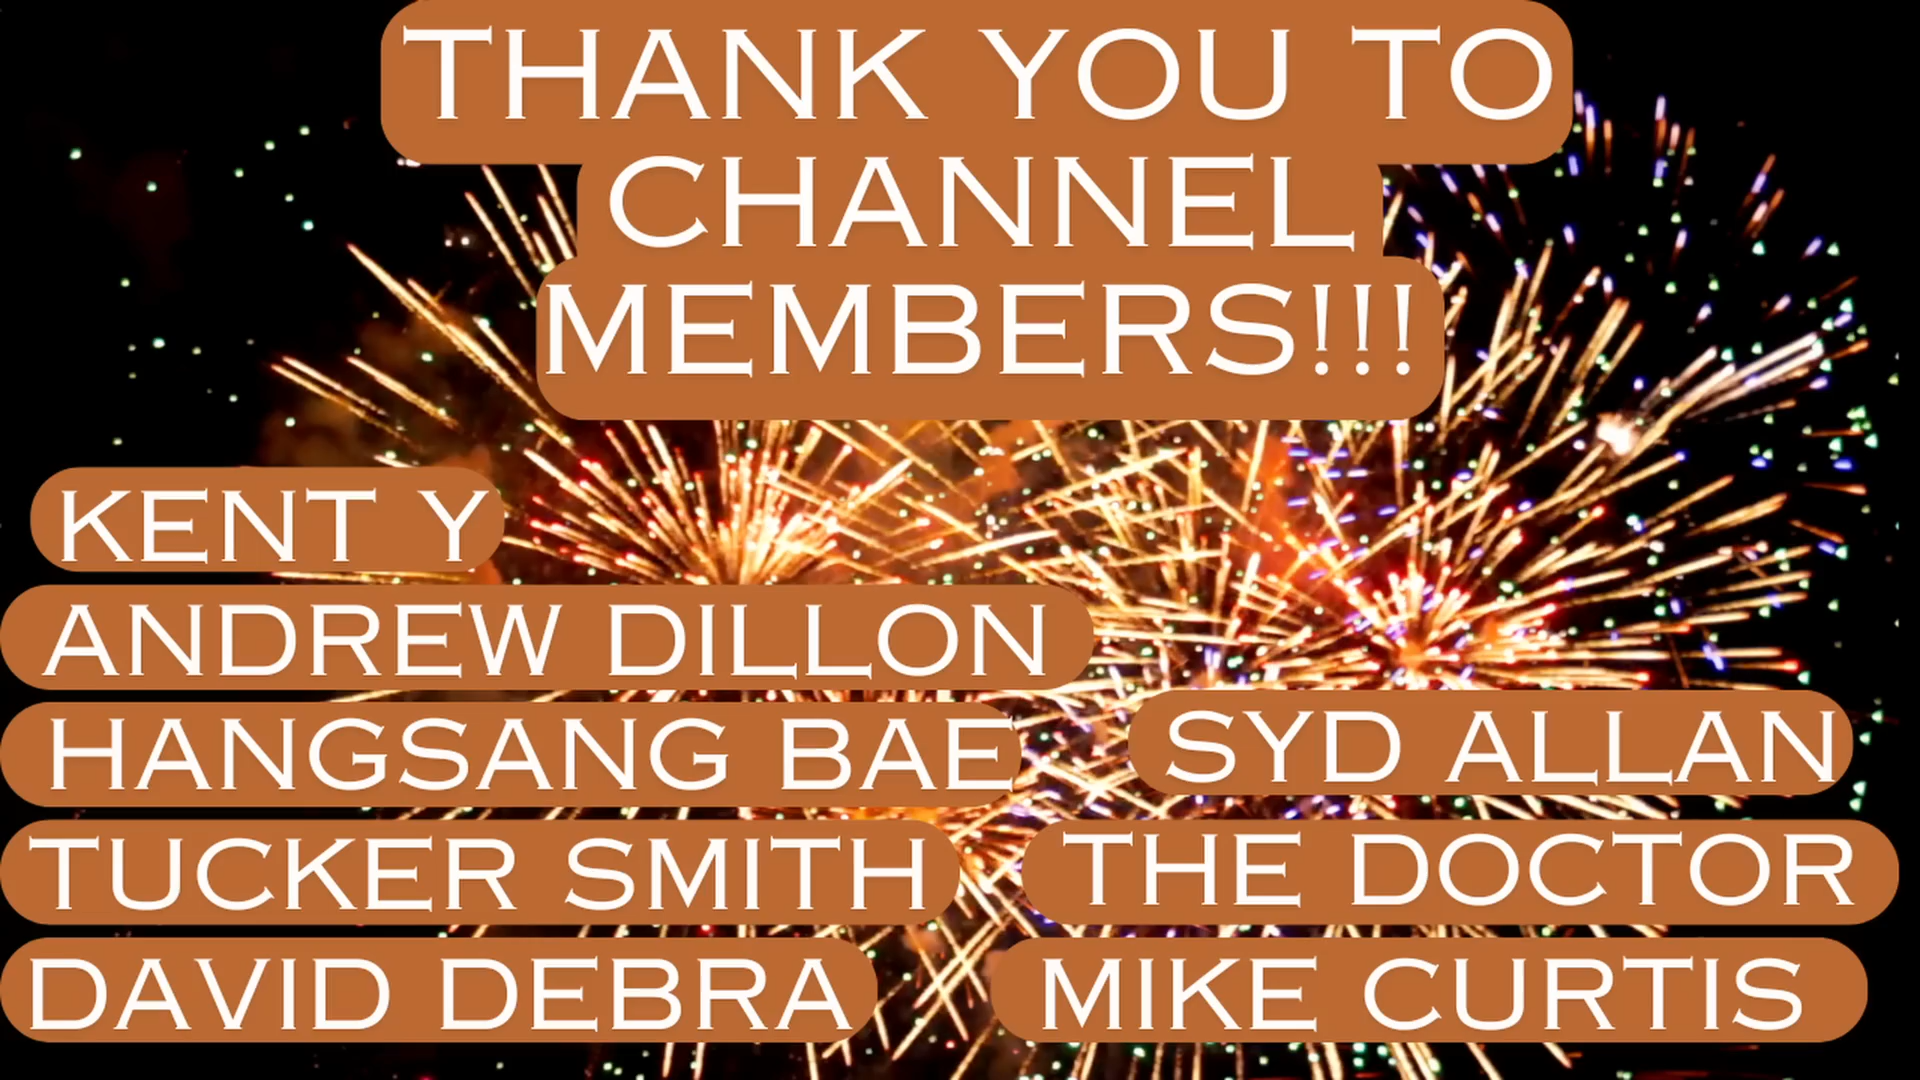 THANK YOU TO
CHANNEL
MEMBERS!!!
KENT Y
ANDREW DILLON
HANGSANG BAE
SYD ALLAN
TUCKER SMITH
THE DOCTOR
DAVID DEBRA
MIKE CURTIS